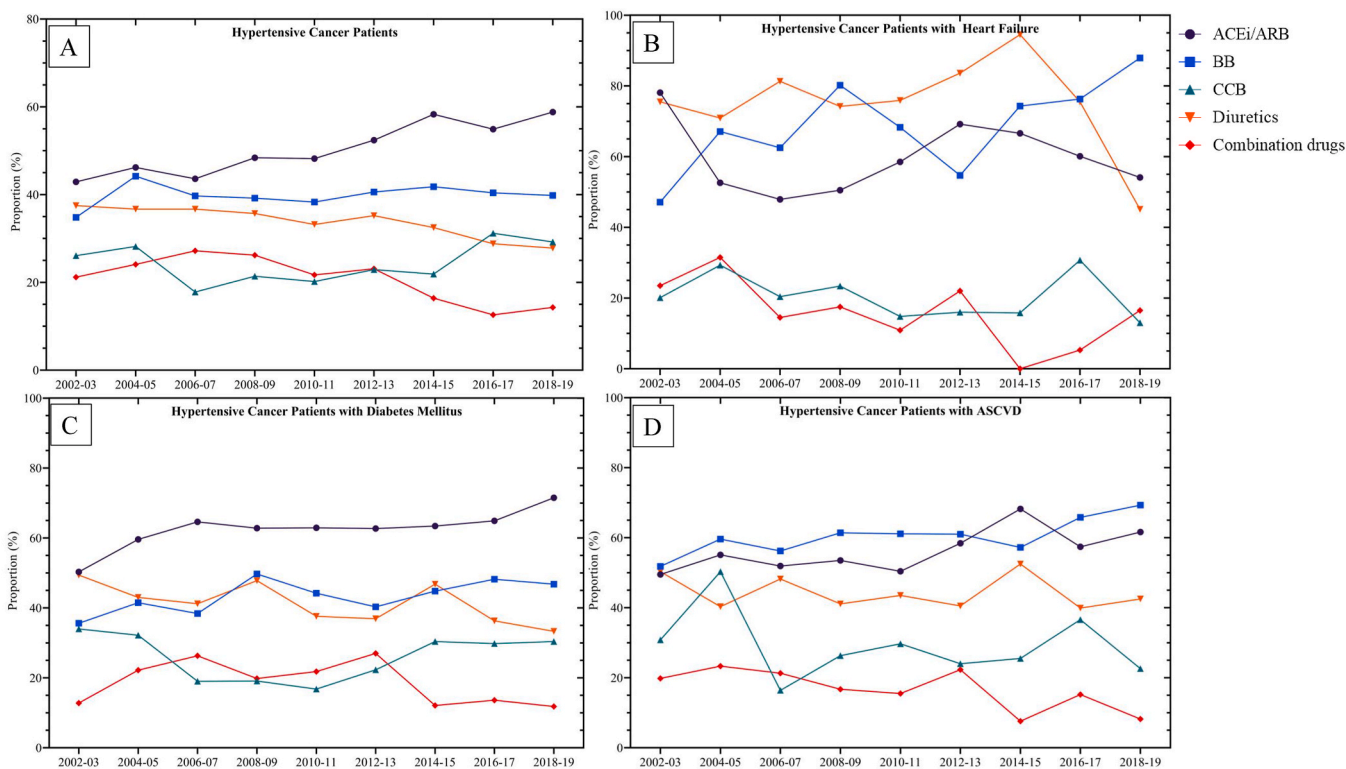 A
Hypertensive Cancer Patients
Proportion (%)
80
60
40
20
0
2002-03 2004-05 2006-07 2008-09 2010-11 2012-13 2014-15 2016-17 2018-19
B
Hypertensive Cancer Patients with Heart Failure
Proportion (%)
100
80
60
40
20
0
2002-03 2004-05 2006-07 2008-09 2010-11 2012-13 2014-15 2016-17 2018-19
ACEi/ARB
BB
CCB
Diuretics
Combination drugs
C
Hypertensive Cancer Patients with Diabetes Mellitus
Proportion (%)
100
80
60
40
20
0
2002-03 2004-05 2006-07 2008-09 2010-11 2012-13 2014-15 2016-17 2018-19
D
Hypertensive Cancer Patients with ASCVD
Proportion (%)
100
80
60
40
20
0
2002-03 2004-05 2006-07 2008-09 2010-11 2012-13 2014-15 2016-17 2018-19